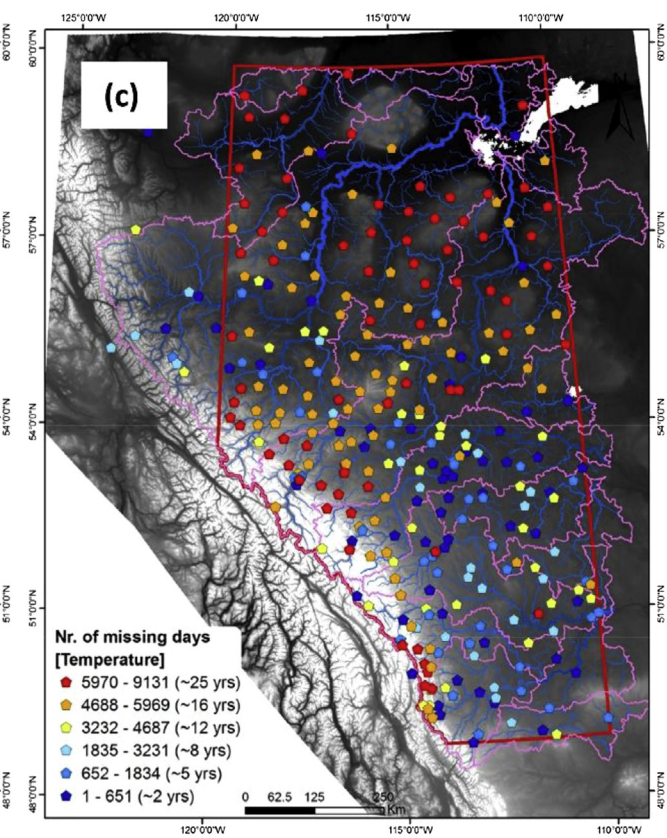 125°0'0"W 120°0'0"W 115°0'0"W 110°0'0"W
60°0'0"N 60°0'0"N
(c)
N
57°0'0"N 57°0'0"N
54°0'0"N 54°0'0"N
51°0'0"N 51°0'0"N
Nr. of missing days
[Temperature]
5970 - 9131 (~25 yrs)
4688 - 5969 (~16 yrs)
3232 - 4687 (~12 yrs)
1835 - 3231 (~8 yrs)
652 - 1834 (~5 yrs)
1 - 651 (~2 yrs)
0 62.5 125 250
Km
48°0'0"N 48°0'0"N
120°0'0"W 115°0'0"W 110°0'0"W